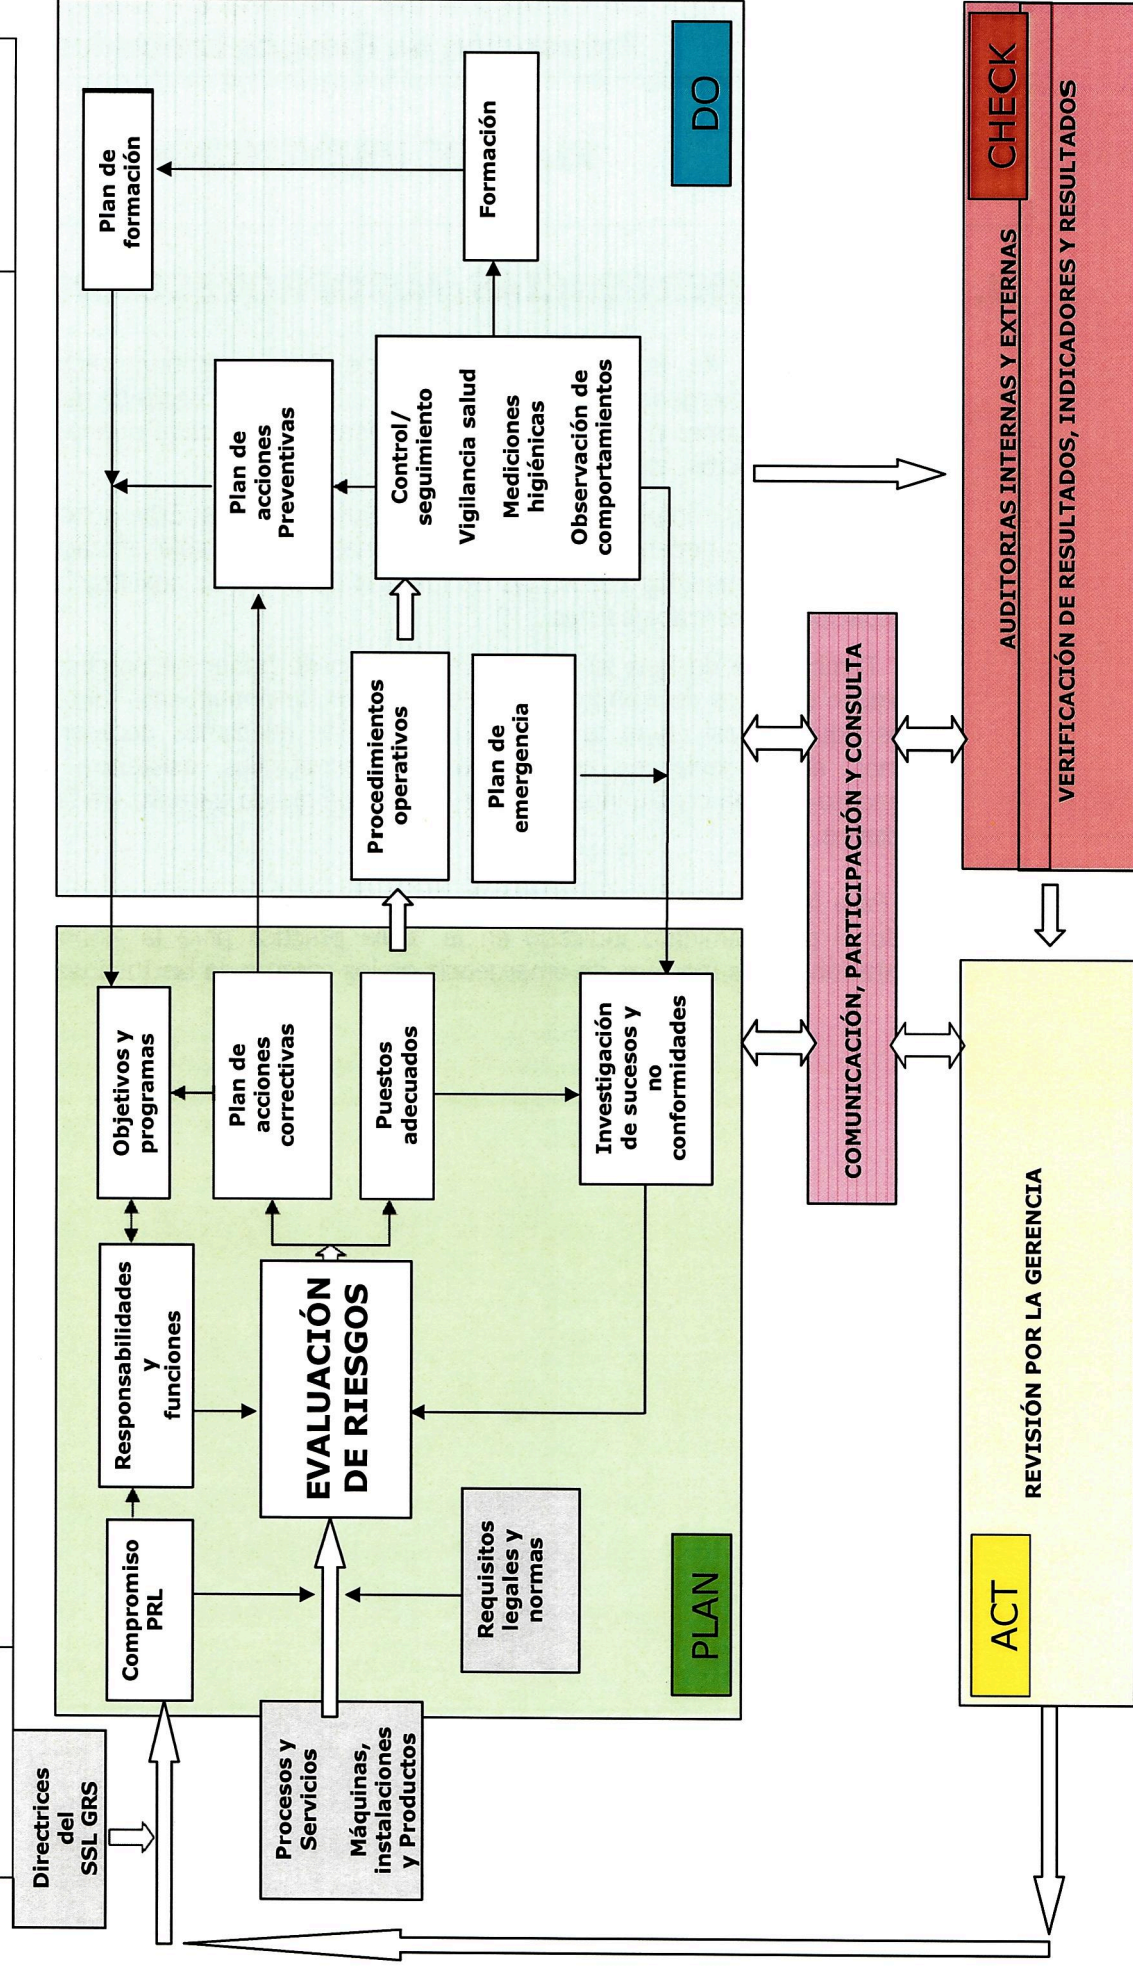 Directrices
del
SSL GRS
Compromiso
PRL
Responsabilidades
y
funciones
Objetivos y
programas
Plan de
formación
Procesos y
Servicios
Máquinas,
instalaciones
y Productos
EVALUACIÓN
DE RIESGOS
Plan de
acciones
correctivas
Plan de
acciones
Preventivas
Puestos
adecuados
Procedimientos
operativos
Control/
seguimiento
Vigilancia salud
Mediciones
higiénicas
Observación de
comportamientos
Formación
Requisitos
legales y
normas
Plan de
emergencia
Investigación
de sucesos y
no
conformidades
PLAN
DO
COMUNICACIÓN, PARTICIPACIÓN Y CONSULTA
ACT
REVISIÓN POR LA GERENCIA
CHECK
AUDITORIAS INTERNAS Y EXTERNAS
VERIFICACIÓN DE RESULTADOS, INDICADORES Y RESULTADOS